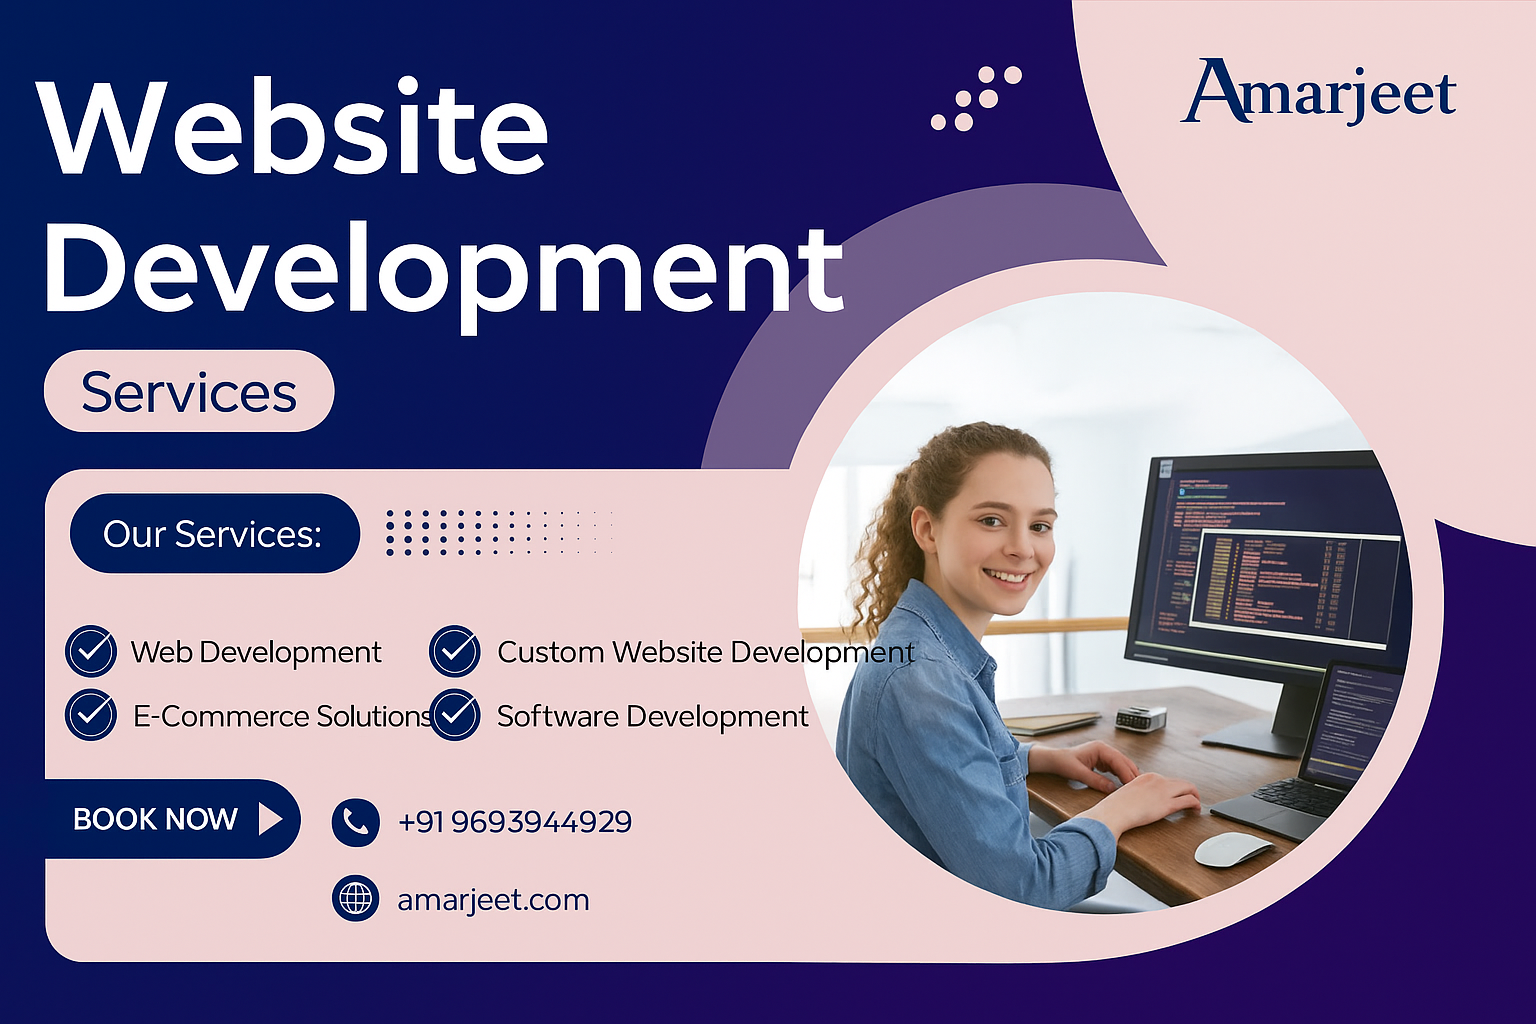 Amarjeet
Website
Development
Services
Our Services:
Web Development
Custom Website Development
E-Commerce Solutions
Software Development
BOOK NOW
+91 9693944929
amarjeet.com